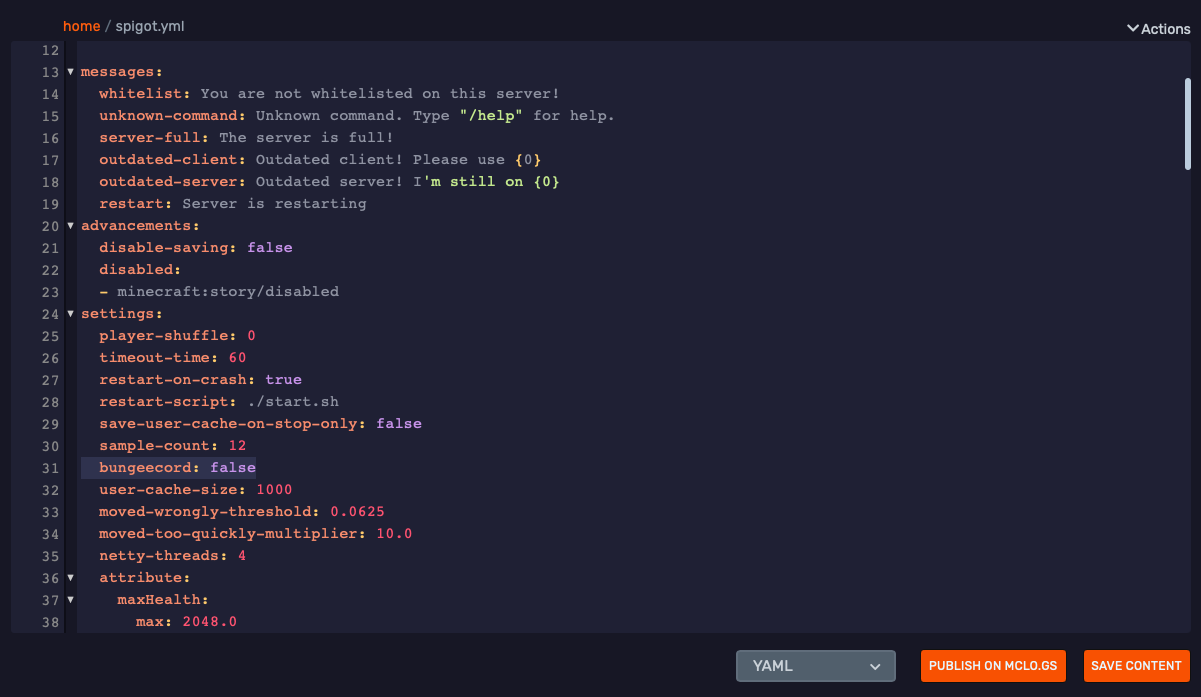 home / spigot.yml
Actions
12
13 messages:
14 whitelist: You are not whitelisted on this server!
15 unknown-command: Unknown command. Type "/help" for help.
16 server-full: The server is full!
17 outdated-client: Outdated client! Please use {0}
18 outdated-server: Outdated server! I'm still on {0}
19 restart: Server is restarting
20 advancements:
21 disable-saving: false
22 disabled:
23 - minecraft:story/disabled
24 settings:
25 player-shuffle: 0
26 timeout-time: 60
27 restart-on-crash: true
28 restart-script: ./start.sh
29 save-user-cache-on-stop-only: false
30 sample-count: 12
31 bungeecord: false
32 user-cache-size: 1000
33 moved-wrongly-threshold: 0.0625
34 moved-too-quickly-multiplier: 10.0
35 netty-threads: 4
36 attribute:
37 maxHealth:
38 max: 2048.0
YAML
PUBLISH ON MCLO.GS
SAVE CONTENT